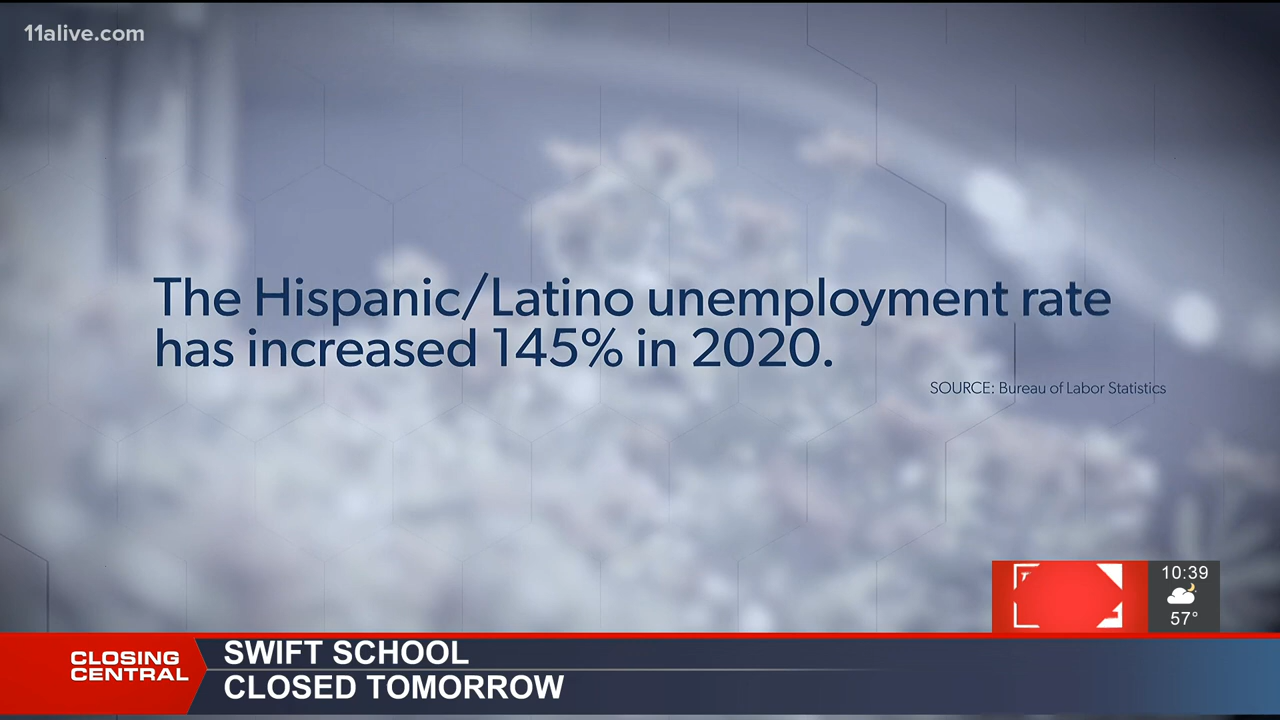 11alive.com
The Hispanic/Latino unemployment rate
has increased 145% in 2020.
SOURCE: Bureau of Labor Statistics
10:39
57°
CLOSING
CENTRAL
SWIFT SCHOOL
CLOSED TOMORROW